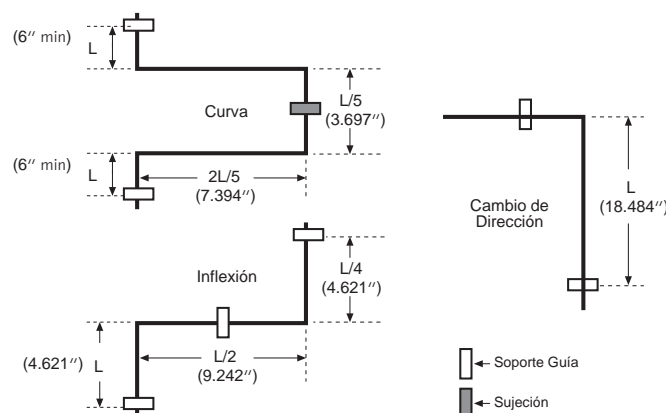 (6″ min)
L
Curva
L/5
(3.697″)
(6″ min)
L
2L/5
(7.394″)
Inflexión
L/4
(4.621″)
(4.621″)
L
L/2
(9.242″)
Cambio de
Dirección
L
(18.484″)
Soporte Guía
Sujeción